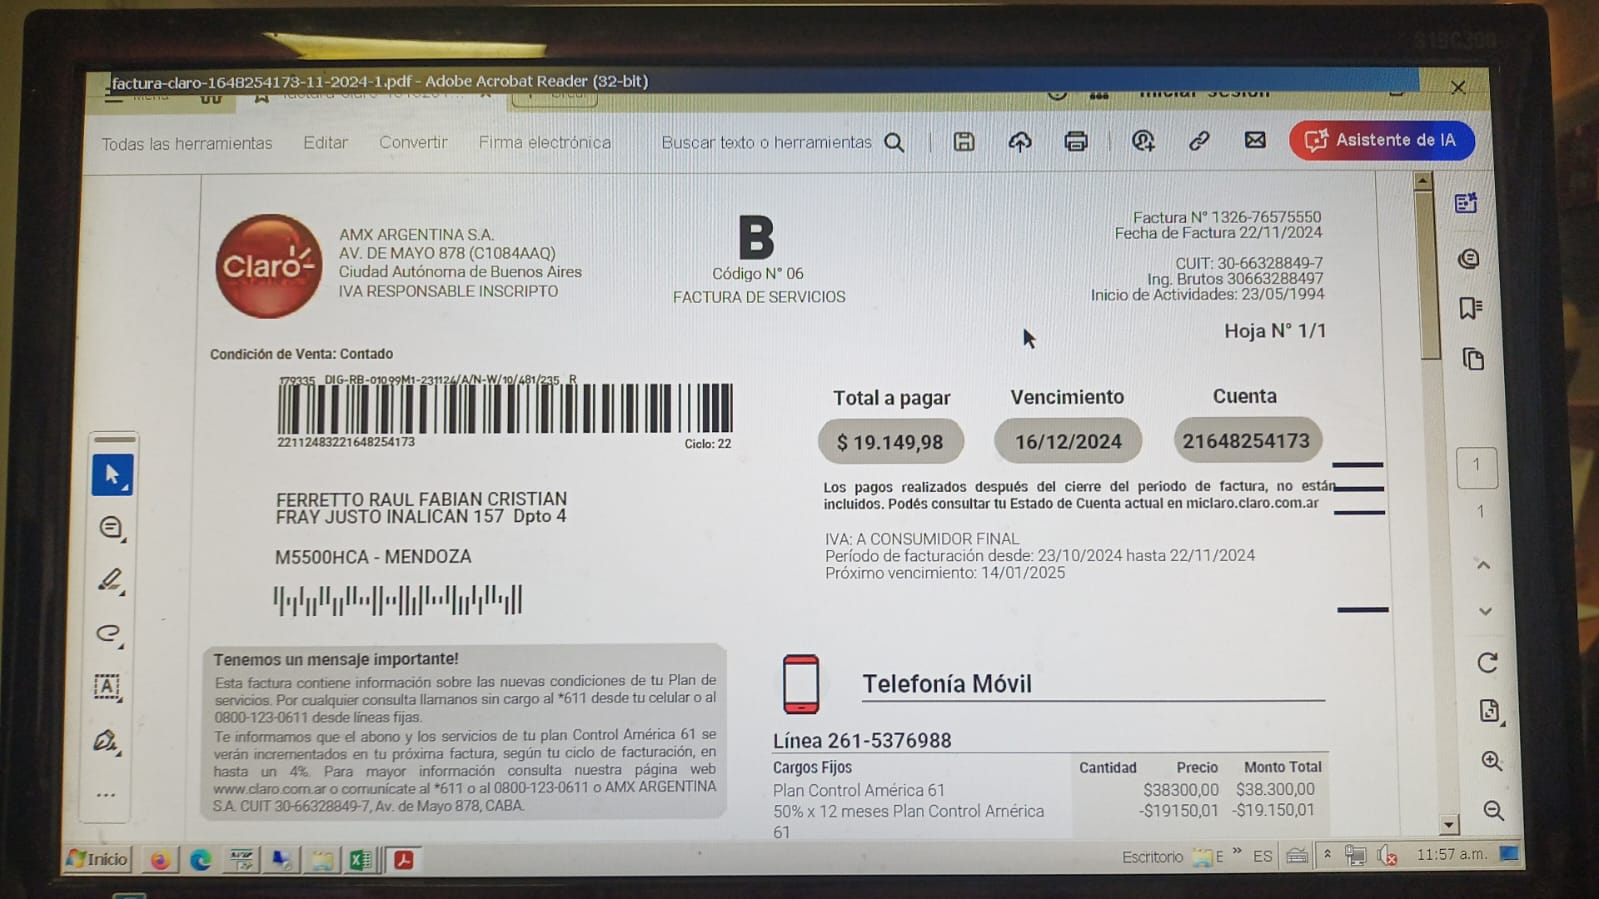 factura-claro-1648254173-11-2024-1.pdf - Adobe Acrobat Reader (32-bit)
Todas las herramientas Editar Convertir Firma electrónica Buscar texto o herramientas Asistente de IA
Claro
AMX ARGENTINA S.A.
AV. DE MAYO 878 (C1084AAQ)
Ciudad Autónoma de Buenos Aires
IVA RESPONSABLE INSCRIPTO
B
Código N° 06
FACTURA DE SERVICIOS
Factura N° 1326-76575550
Fecha de Factura 22/11/2024
CUIT: 30-66328849-7
Ing. Brutos 30663288497
Inicio de Actividades: 23/05/1994
Hoja N° 1/1
Condición de Venta: Contado
179335 DIG-RB-01099M1-231124/A/N-W/10/481/235 R
22112483221648254173 Ciclo: 22
Total a pagar Vencimiento Cuenta
$ 19.149,98 16/12/2024 21648254173
Los pagos realizados después del cierre del periodo de factura, no están
incluidos. Podés consultar tu Estado de Cuenta actual en miclaro.claro.com.ar
FERRETTO RAUL FABIAN CRISTIAN
FRAY JUSTO INALICAN 157 Dpto 4
M5500HCA - MENDOZA
IVA: A CONSUMIDOR FINAL
Período de facturación desde: 23/10/2024 hasta 22/11/2024
Próximo vencimiento: 14/01/2025
Tenemos un mensaje importante!
Esta factura contiene información sobre las nuevas condiciones de tu Plan de
servicios. Por cualquier consulta llamanos sin cargo al *611 desde tu celular o al
0800-123-0611 desde líneas fijas.
Te informamos que el abono y los servicios de tu plan Control América 61 se
verán incrementados en tu próxima factura, según tu ciclo de facturación, en
hasta un 4%. Para mayor información consulta nuestra página web
www.claro.com.ar o comunícate al *611 o al 0800-123-0611 o AMX ARGENTINA
S.A. CUIT 30-66328849-7, Av. de Mayo 878, CABA.
Telefonía Móvil
Línea 261-5376988
Cargos Fijos Cantidad Precio Monto Total
Plan Control América 61 $38300,00 $38.300,00
50% x 12 meses Plan Control América -$19150,01 -$19.150,01
61
1
1
Inicio Escritorio E » ES 11:57 a.m.